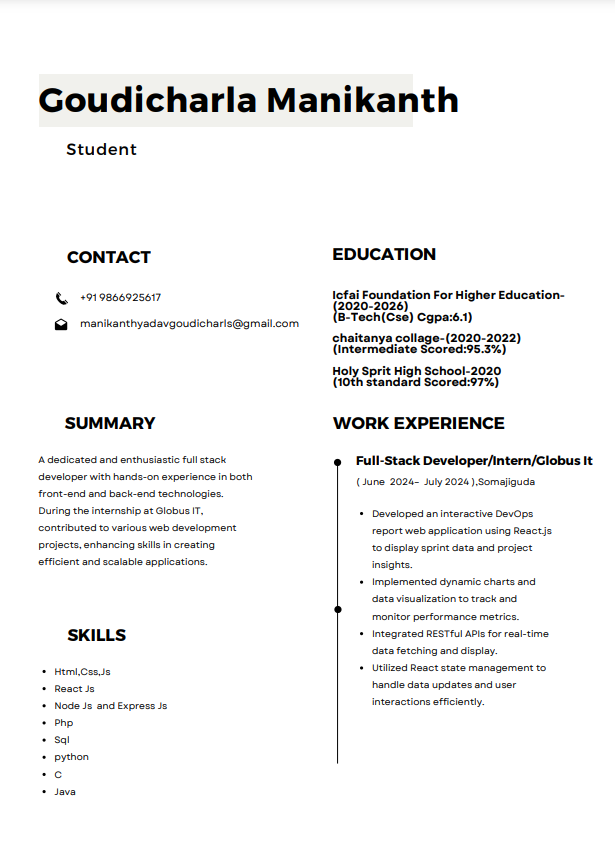 Goudicharla Manikanth
Student
CONTACT
+91 9866925617
manikanthyadavgoudicharls@gmail.com
SUMMARY
A dedicated and enthusiastic full stack
developer with hands-on experience in both
front-end and back-end technologies.
During the internship at Globus IT,
contributed to various web development
projects, enhancing skills in creating
efficient and scalable applications.
SKILLS
Html,Css,Js
React Js
Node Js  and Express Js
Php
Sql
python
C
Java
EDUCATION
Icfai Foundation For Higher Education-
(2020-2026)
(B-Tech(Cse) Cgpa:6.1)
chaitanya collage-(2020-2022)
(Intermediate Scored:95.3%)
Holy Sprit High School-2020
(10th standard Scored:97%)
WORK EXPERIENCE
Full-Stack Developer/Intern/Globus It
( June  2024-  July 2024 ),Somajiguda
Developed an interactive DevOps
report web application using React.js
to display sprint data and project
insights.
Implemented dynamic charts and
data visualization to track and
monitor performance metrics.
Integrated RESTful APIs for real-time
data fetching and display.
Utilized React state management to
handle data updates and user
interactions efficiently.